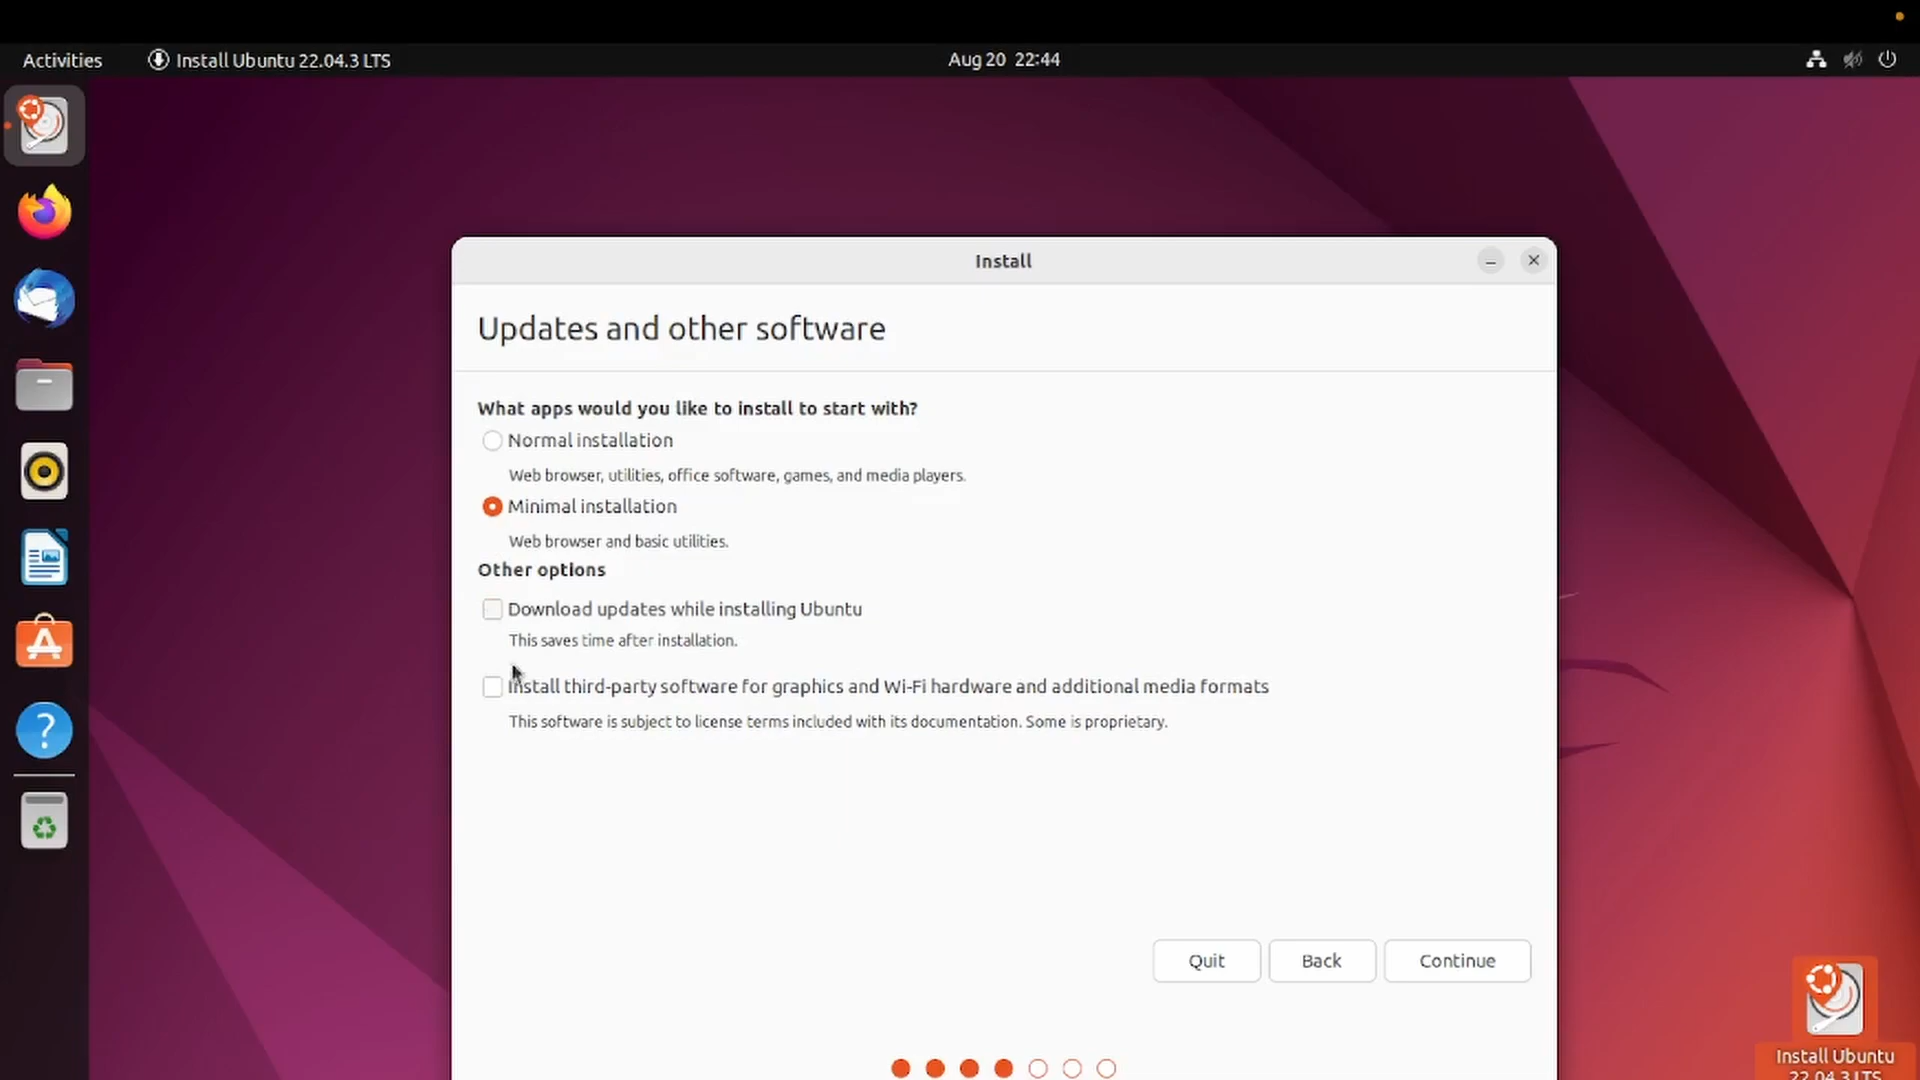 Activities
Install Ubuntu 22.04.3 LTS
Aug 20 22:44
Install
Updates and other software
What apps would you like to install to start with?
Normal installation
Web browser, utilities, office software, games, and media players.
Minimal installation
Web browser and basic utilities.
Other options
Download updates while installing Ubuntu
This saves time after installation.
Install third-party software for graphics and Wi-Fi hardware and additional media formats
This software is subject to license terms included with its documentation. Some is proprietary.
Quit
Back
Continue
Install Ubuntu
22.04.3 LTS